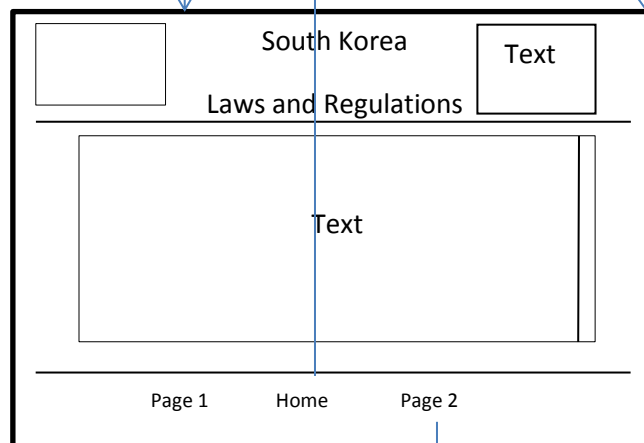 South Korea
Text
Laws and Regulations
Text
Page 1 Home Page 2